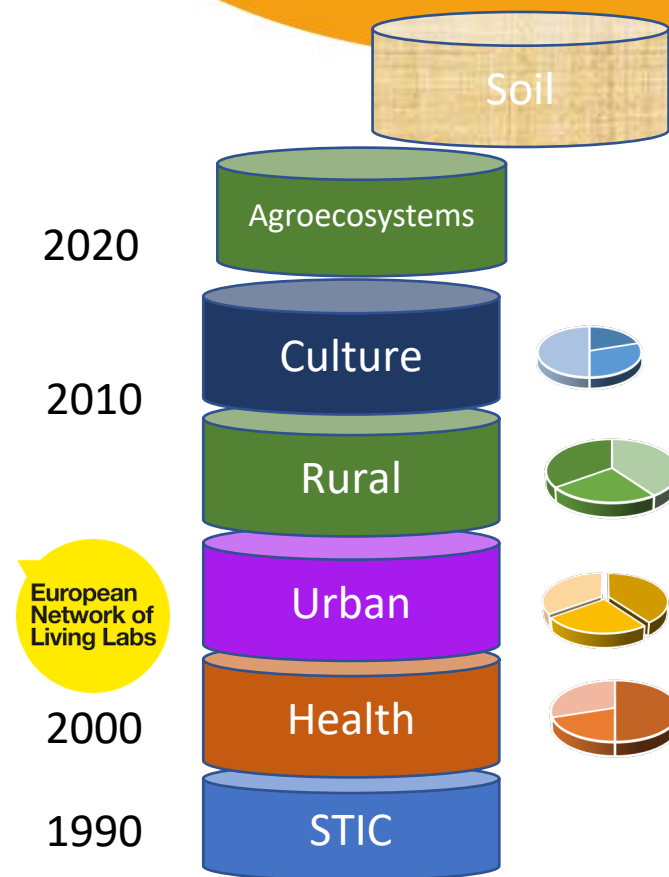 Soil
Agroecosystems
2020
Culture
2010
Rural
European
Network of
Living Labs
Urban
2000
Health
1990
STIC